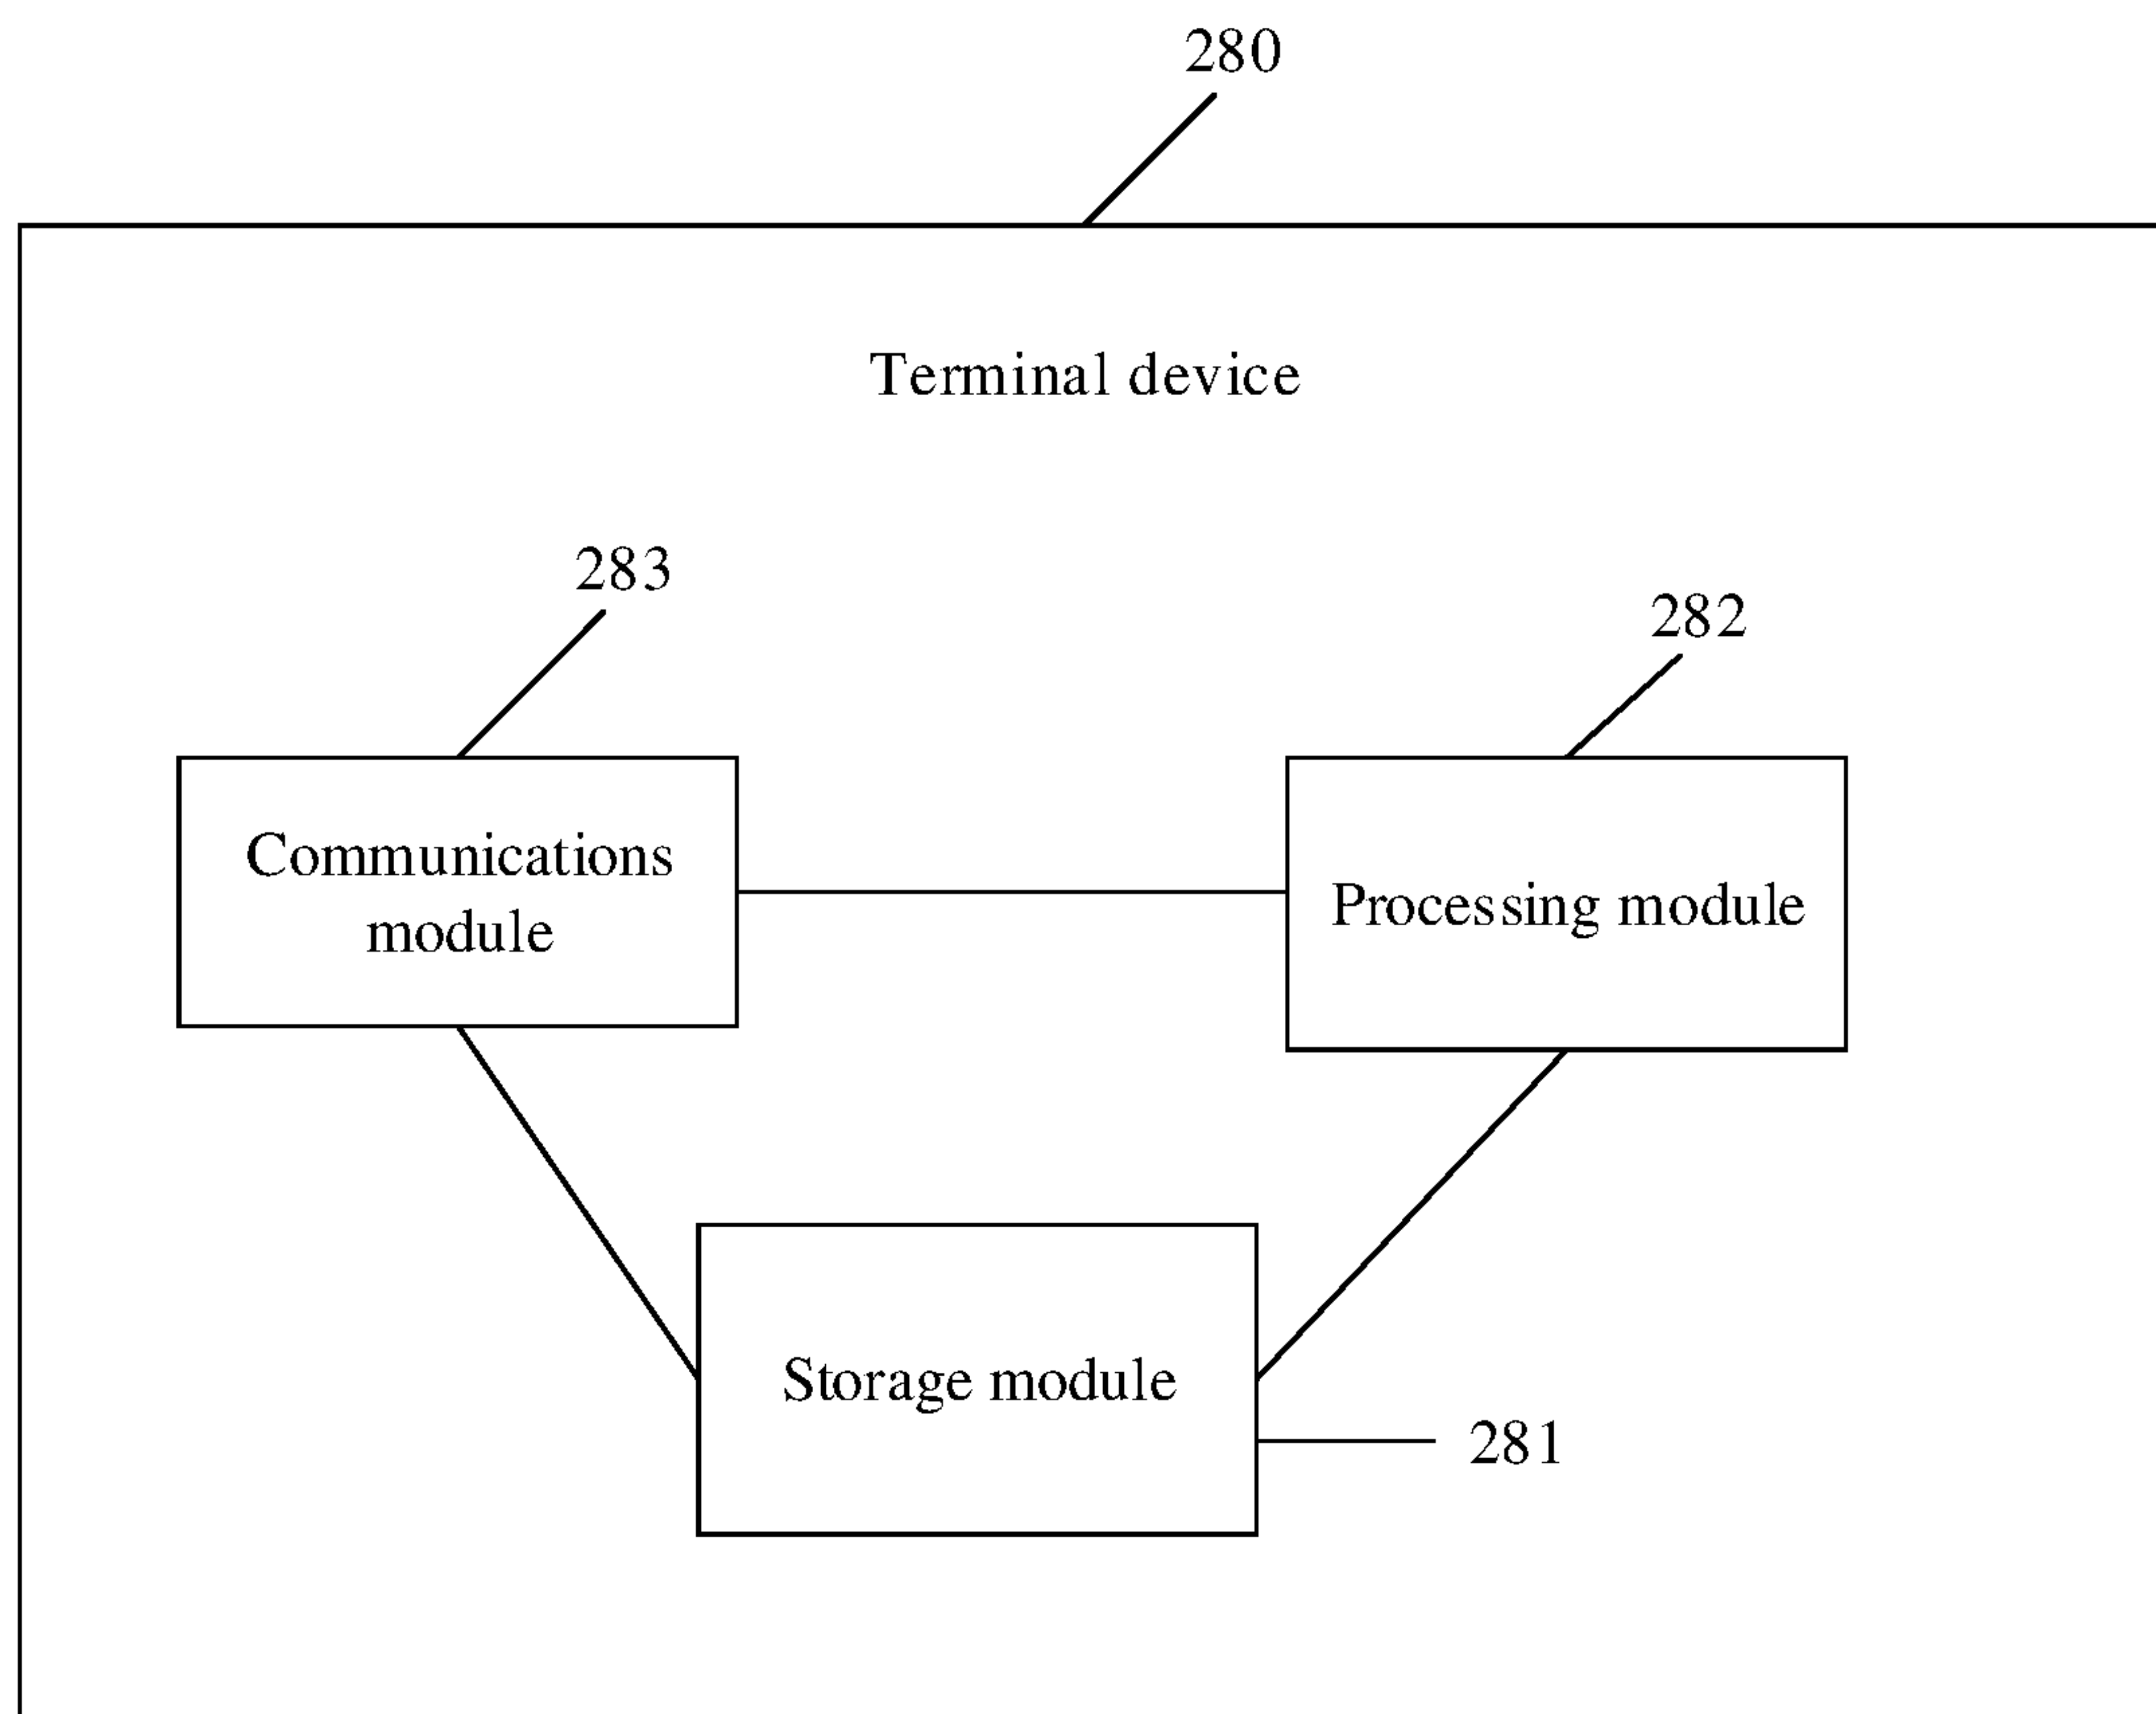 280
Terminal device
283
282
Communications
module
Processing module
Storage module
281